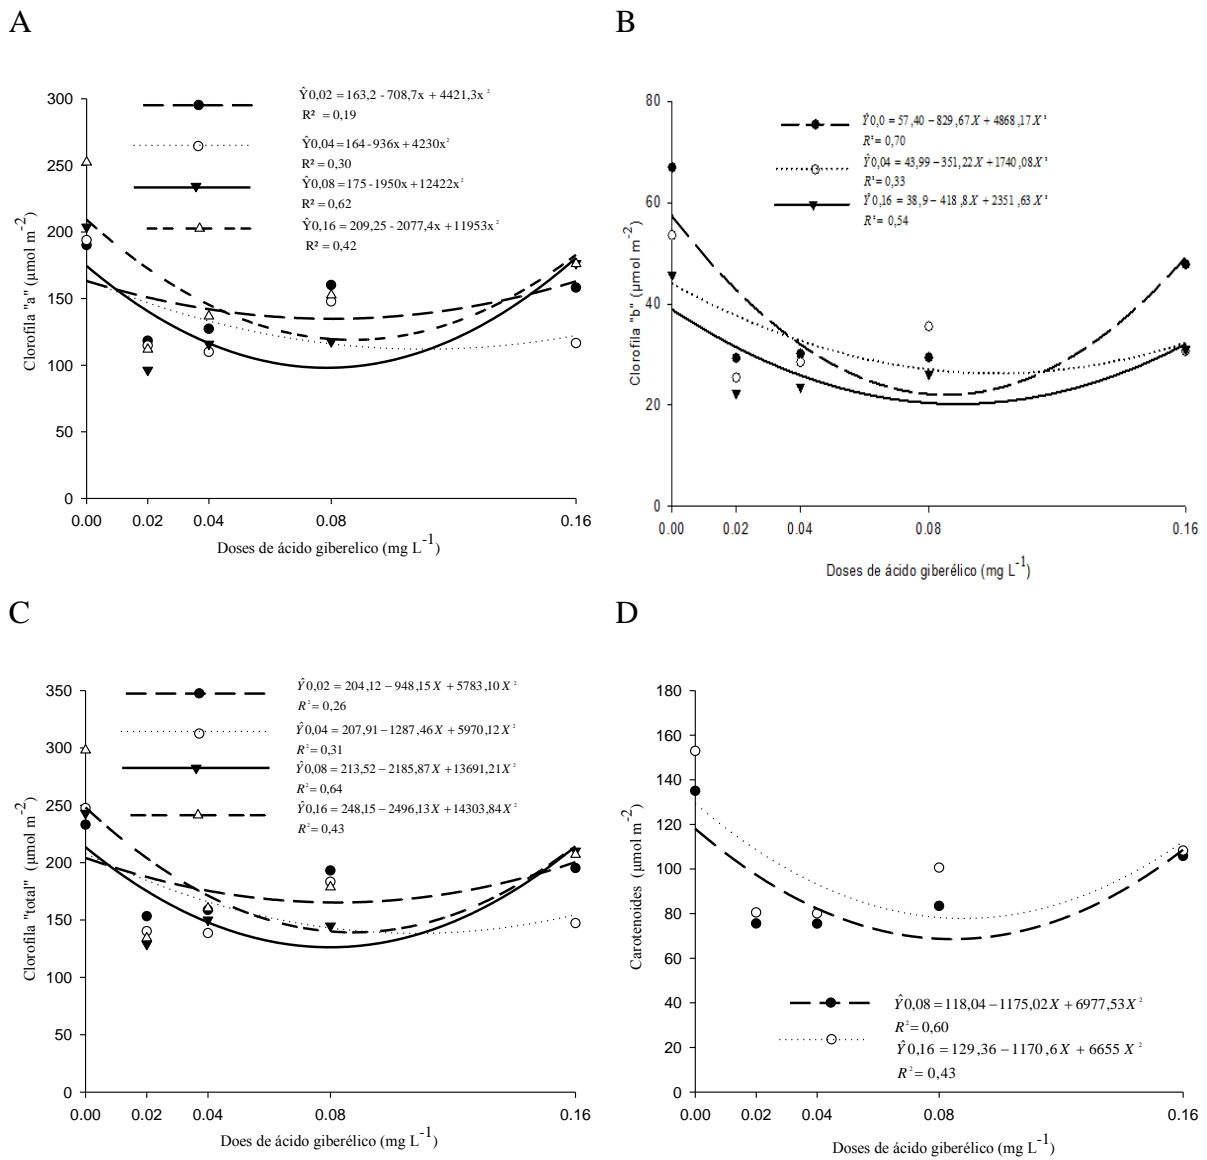 A
300
250
200
150
100
50
0
0.00 0.02 0.04 0.08 0.16
Clorofila "a" (µmol m-2)
Doses de ácido giberelico (mg L-1)
Ŷ0,02 = 163,2 - 708,7x + 4421,3x²
R² = 0,19
Ŷ0,04 = 164 - 936x + 4230x²
R² = 0,30
Ŷ0,08 = 175 - 1950x + 12422x²
R² = 0,62
Ŷ0,16 = 209,25 - 2077,4x + 11953x²
R² = 0,42
B
80
60
40
20
0
0.00 0.02 0.04 0.08 0.16
Clorofila "b" (µmol m-2)
Doses de ácido giberélico (mg L-1)
Ŷ0,0 = 57,40 − 829,67X + 4868,17X²
R² = 0,70
Ŷ0,04 = 43,99 − 351,22X + 1740,08X²
R² = 0,33
Ŷ0,16 = 38,9 − 418,8X + 2351,63X²
R² = 0,54
C
350
300
250
200
150
100
50
0
0.00 0.02 0.04 0.08 0.16
Clorofila "total" (µmol m-2)
Does de ácido giberélico (mg L-1)
Ŷ0,02 = 204,12 − 948,15X + 5783,10X²
R² = 0,26
Ŷ0,04 = 207,91 − 1287,46X + 5970,12X²
R² = 0,31
Ŷ0,08 = 213,52 − 2185,87X + 13691,21X²
R² = 0,64
Ŷ0,16 = 248,15 − 2496,13X + 14303,84X²
R² = 0,43
D
180
160
140
120
100
80
60
40
20
0
0.00 0.02 0.04 0.08 0.16
Carotenoides (µmol m-2)
Doses de ácido giberélico (mg L-1)
Ŷ0,08 = 118,04 − 1175,02X + 6977,53X²
R² = 0,60
Ŷ0,16 = 129,36 − 1170,6X + 6655X²
R² = 0,43